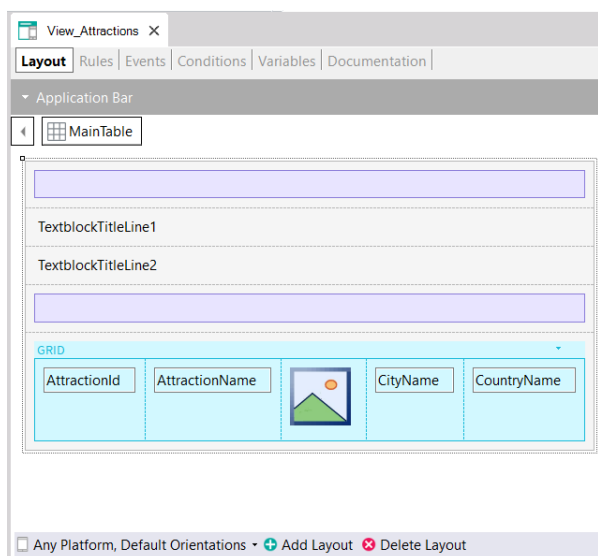 View_Attractions
Layout Rules Events Conditions Variables Documentation
Application Bar
MainTable
TextblockTitleLine1
TextblockTitleLine2
GRID
AttractionId AttractionName CityName CountryName
Any Platform, Default Orientations Add Layout Delete Layout